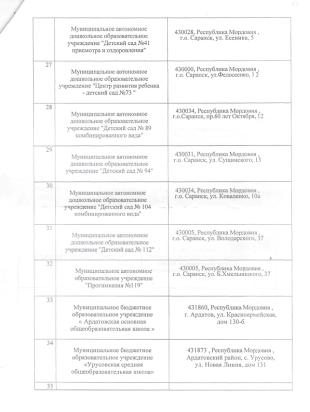 Муниципальное автономное
дошкольное образовательное
учреждение "Детский сад №41
присмотра и оздоровления"
430028, Республика Мордовия ,
г.о. Саранск, ул. Есенина, 5
27
Муниципальное автономное
дошкольное образовательное
учреждение "Центр развития ребенка
- детский сад №73 "
430000, Республика Мордовия ,
г.о. Саранск, ул.Федосеенко, 12
28
Муниципальное автономное
дошкольное образовательное
учреждение "Детский сад № 89
комбинированного вида"
430034, Республика Мордовия ,
г.о.Саранск, пр.60 лет Октября, 12
29
Муниципальное автономное
дошкольное образовательное
учреждение "Детский сад № 94"
430031, Республика Мордовия ,
г.о. Саранск, ул. Сущинского, 13
30
Муниципальное автономное
дошкольное образовательное
учреждение "Детский сад № 104
комбинированного вида"
430034, Республика Мордовия ,
г.о. Саранск, ул. Коваленко, 10а
31
Муниципальное автономное
дошкольное образовательное
учреждение "Детский сад № 112"
430005, Республика Мордовия ,
г.о. Саранск, ул. Володарского, 37
32
Муниципальное автономное
образовательное учреждение
"Прогимназия №119"
430005, Республика Мордовия ,
г.о. Саранск, ул. Б.Хмельницкого, 57
33
Муниципальное бюджетное
образовательное учреждение
« Ардатовская основная
общеобразовательная школа »
431860, Республика Мордовия ,
г. Ардатов, ул. Красноармейская,
дом 130-б
34
Муниципальное бюджетное
образовательное учреждение
«Урусовская средняя
общеобразовательная школа»
431873 , Республика Мордовия ,
Ардатовский район, с. Урусово,
ул. Новая Линия, дом 131
35